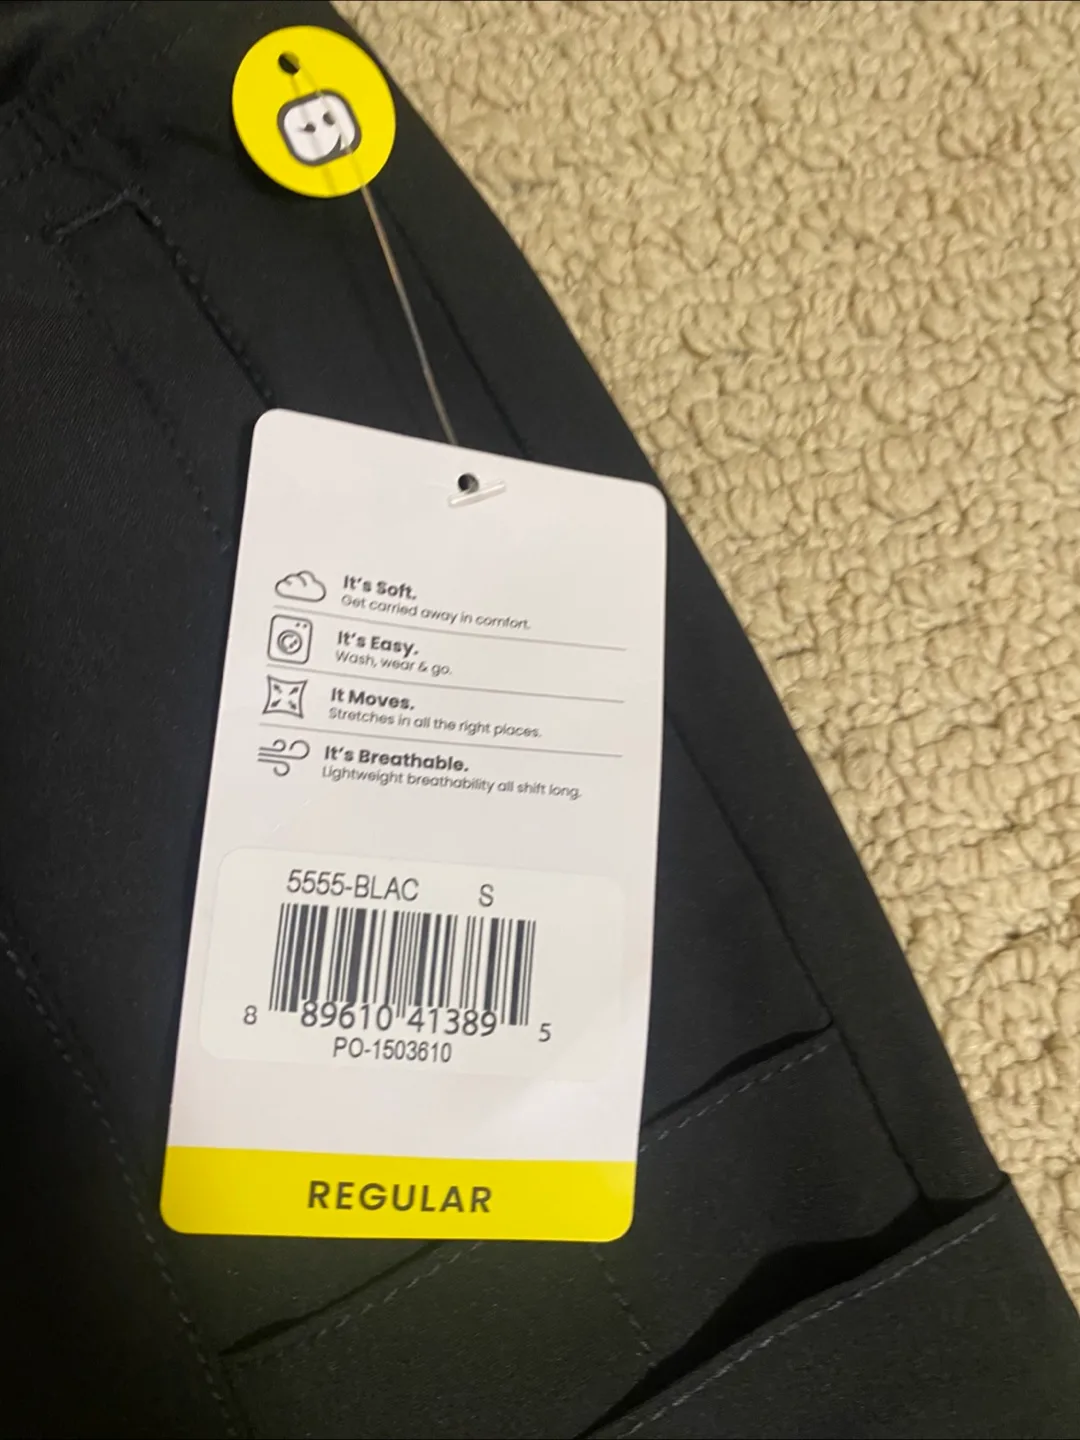 It's Soft.
Get carried away in comfort.
It's Easy.
Wash, wear & go.
It Moves.
Stretches in all the right places.
It's Breathable.
Lightweight breathability all shift long.
5555-BLAC S
8 89610 41389 5
PO-1503610
REGULAR